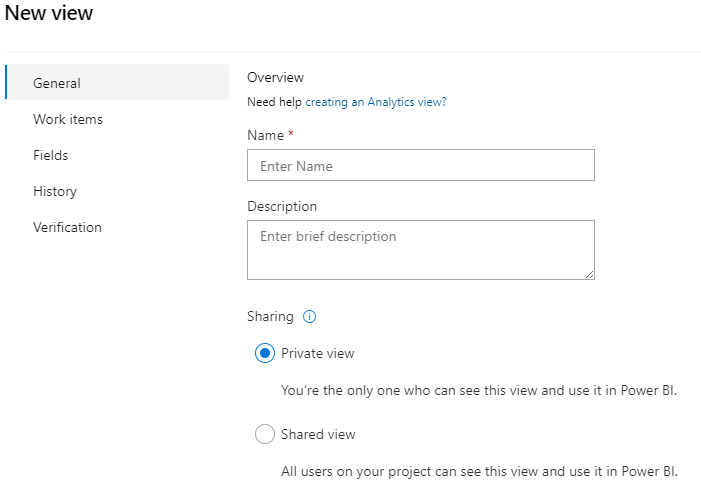 New view
General
Work items
Fields
History
Verification
Overview
Need help creating an Analytics view?
Name *
Enter Name
Description
Enter brief description
Sharing
Private view
You're the only one who can see this view and use it in Power BI.
Shared view
All users on your project can see this view and use it in Power BI.